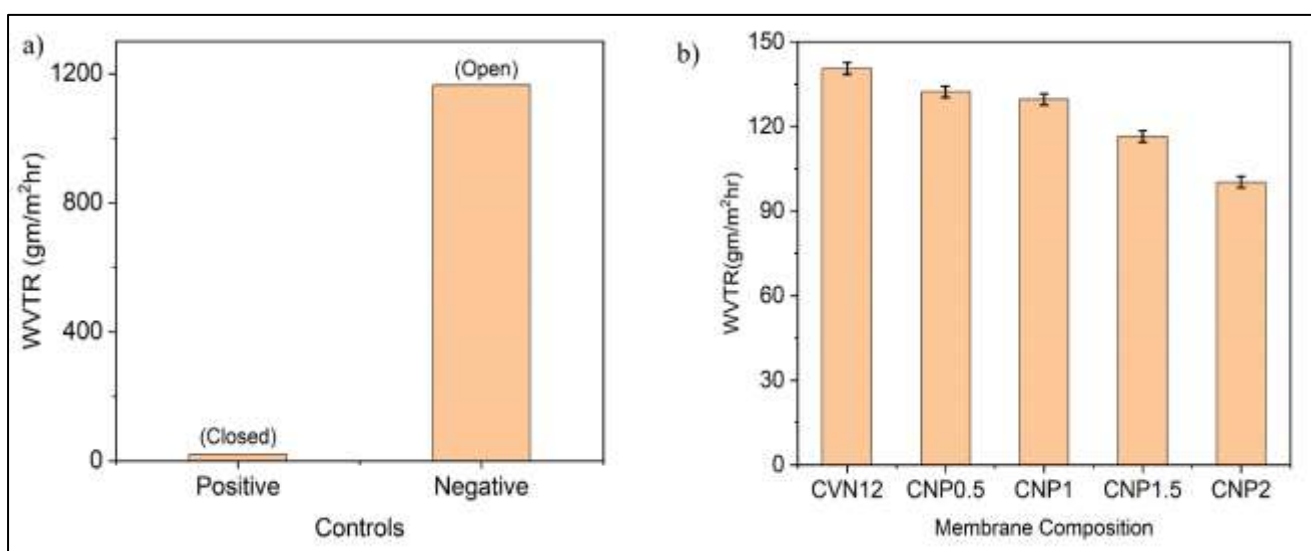 a)
WVTR (gm/m²hr)
1200
800
400
0
(Closed)
(Open)
Positive
Negative
Controls
b)
WVTR(gm/m²hr)
150
120
90
60
30
0
CVN12 CNP0.5 CNP1 CNP1.5 CNP2
Membrane Composition